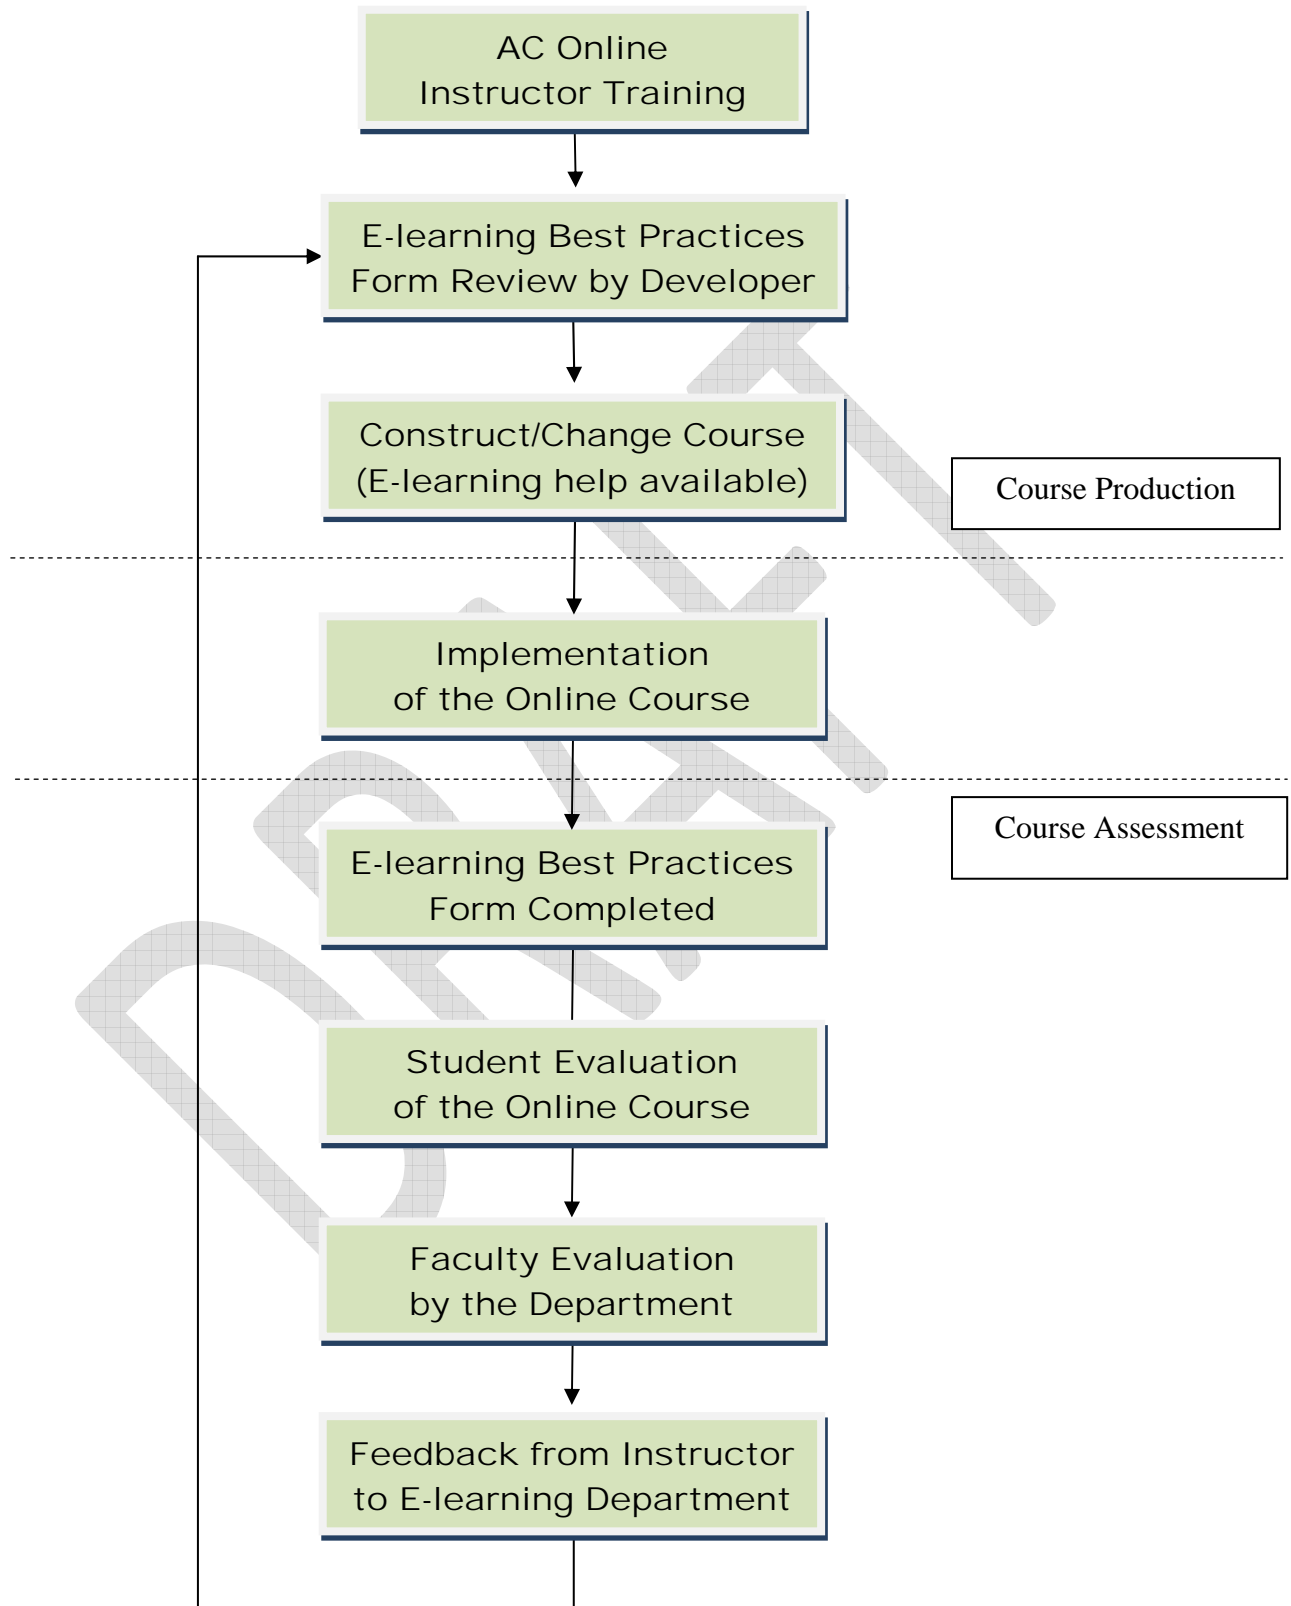 AC Online
Instructor Training
E-learning Best Practices
Form Review by Developer
Construct/Change Course
(E-learning help available)
Course Production
Implementation
of the Online Course
Course Assessment
E-learning Best Practices
Form Completed
Student Evaluation
of the Online Course
Faculty Evaluation
by the Department
Feedback from Instructor
to E-learning Department
DRAFT